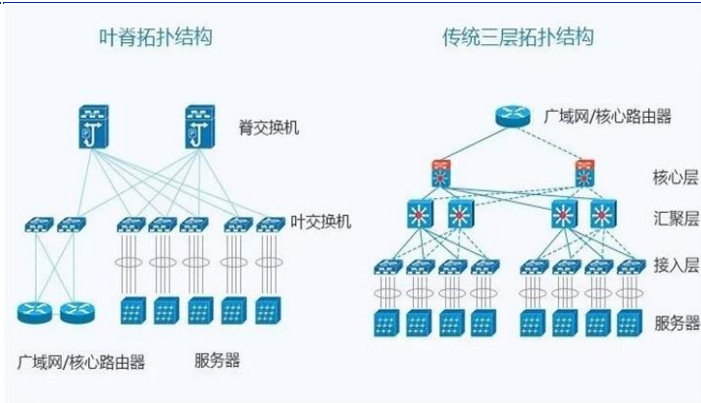 叶脊拓扑结构
脊交换机
叶交换机
广域网/核心路由器
服务器
传统三层拓扑结构
广域网/核心路由器
核心层
汇聚层
接入层
服务器